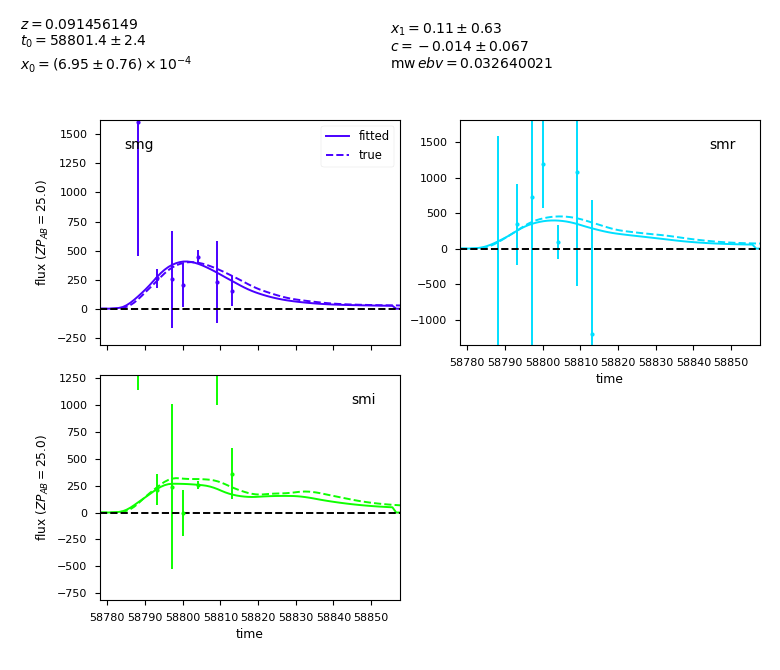 z = 0.091456149
t₀ = 58801.4 ± 2.4
x₀ = (6.95 ± 0.76) × 10⁻⁴
x₁ = 0.11 ± 0.63
c = −0.014 ± 0.067
mw ebv = 0.032640021
smg
fitted
true
1500
1250
1000
750
500
250
0
−250
flux (ZP_AB = 25.0)
smr
1500
1000
500
0
−500
−1000
58780 58790 58800 58810 58820 58830 58840 58850
time
smi
1250
1000
750
500
250
0
−250
−500
−750
flux (ZP_AB = 25.0)
58780 58790 58800 58810 58820 58830 58840 58850
time